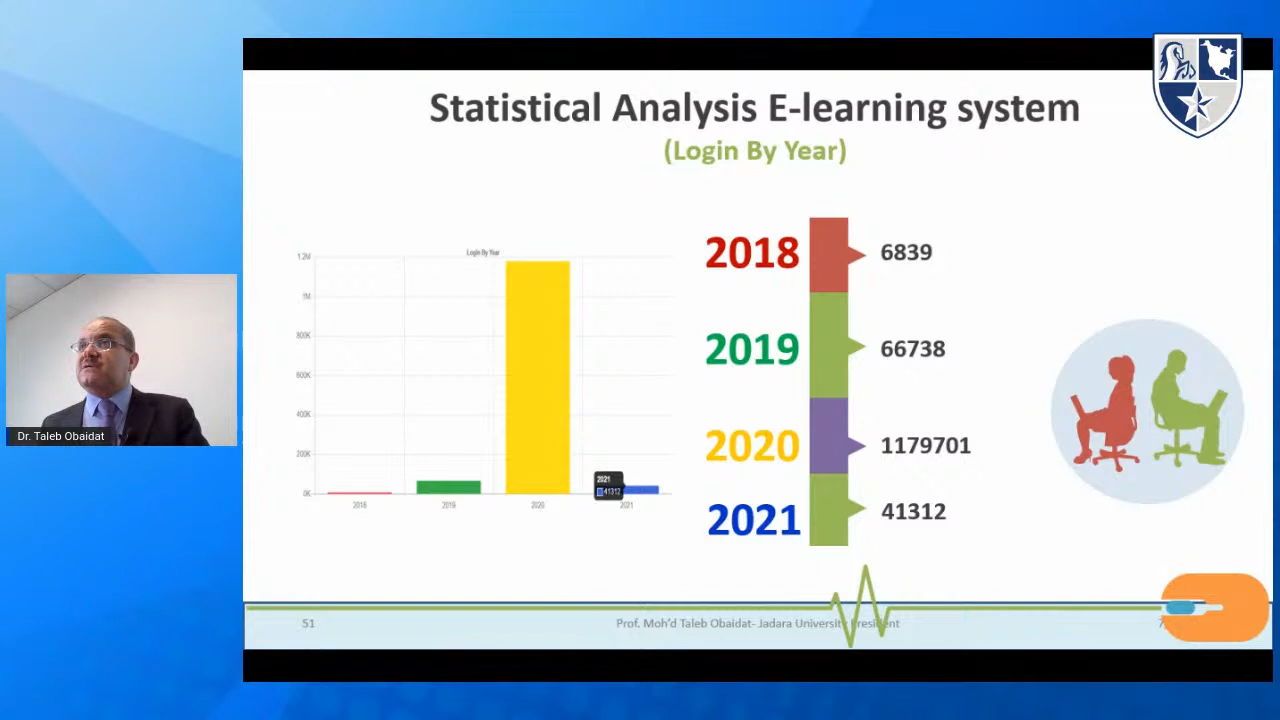 Statistical Analysis E-learning system
(Login By Year)
Login By Year
1.2M
1M
800K
600K
400K
200K
0K
2018
2019
2020
2021
2021
41312
2018
6839
2019
66738
2020
1179701
2021
41312
Dr. Taleb Obaidat
51
Prof. Moh'd Taleb Obaidat- Jadara University President